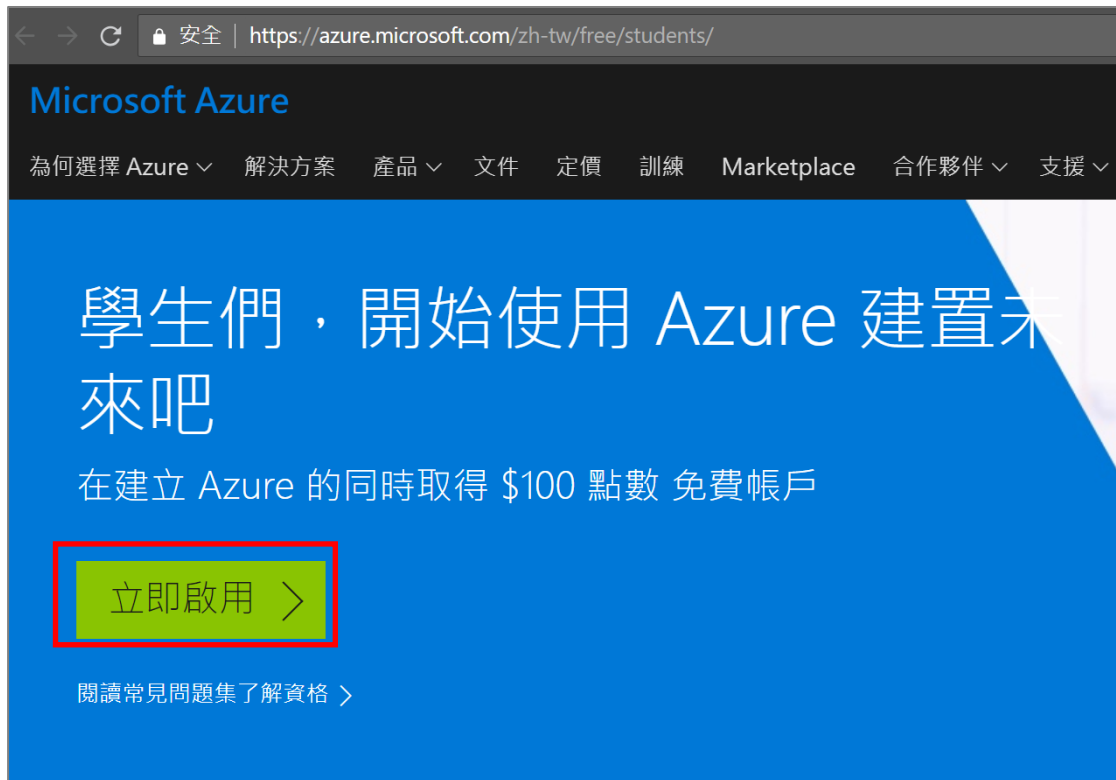 安全 | https://azure.microsoft.com/zh-tw/free/students/
Microsoft Azure
為何選擇 Azure 解決方案 產品 文件 定價 訓練 Marketplace 合作夥伴 支援
學生們，開始使用 Azure 建置未
來吧
在建立 Azure 的同時取得 $100 點數 免費帳戶
立即啟用
閱讀常見問題集了解資格